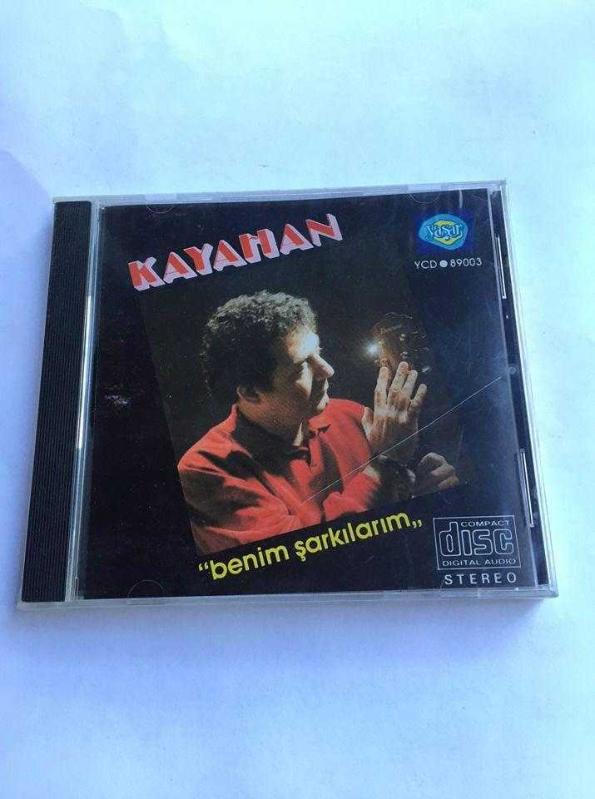 KAYAHAN
Yaşar
YCD●89003
“benim şarkılarım„
COMPACT
disc
DIGITAL AUDIO
STEREO